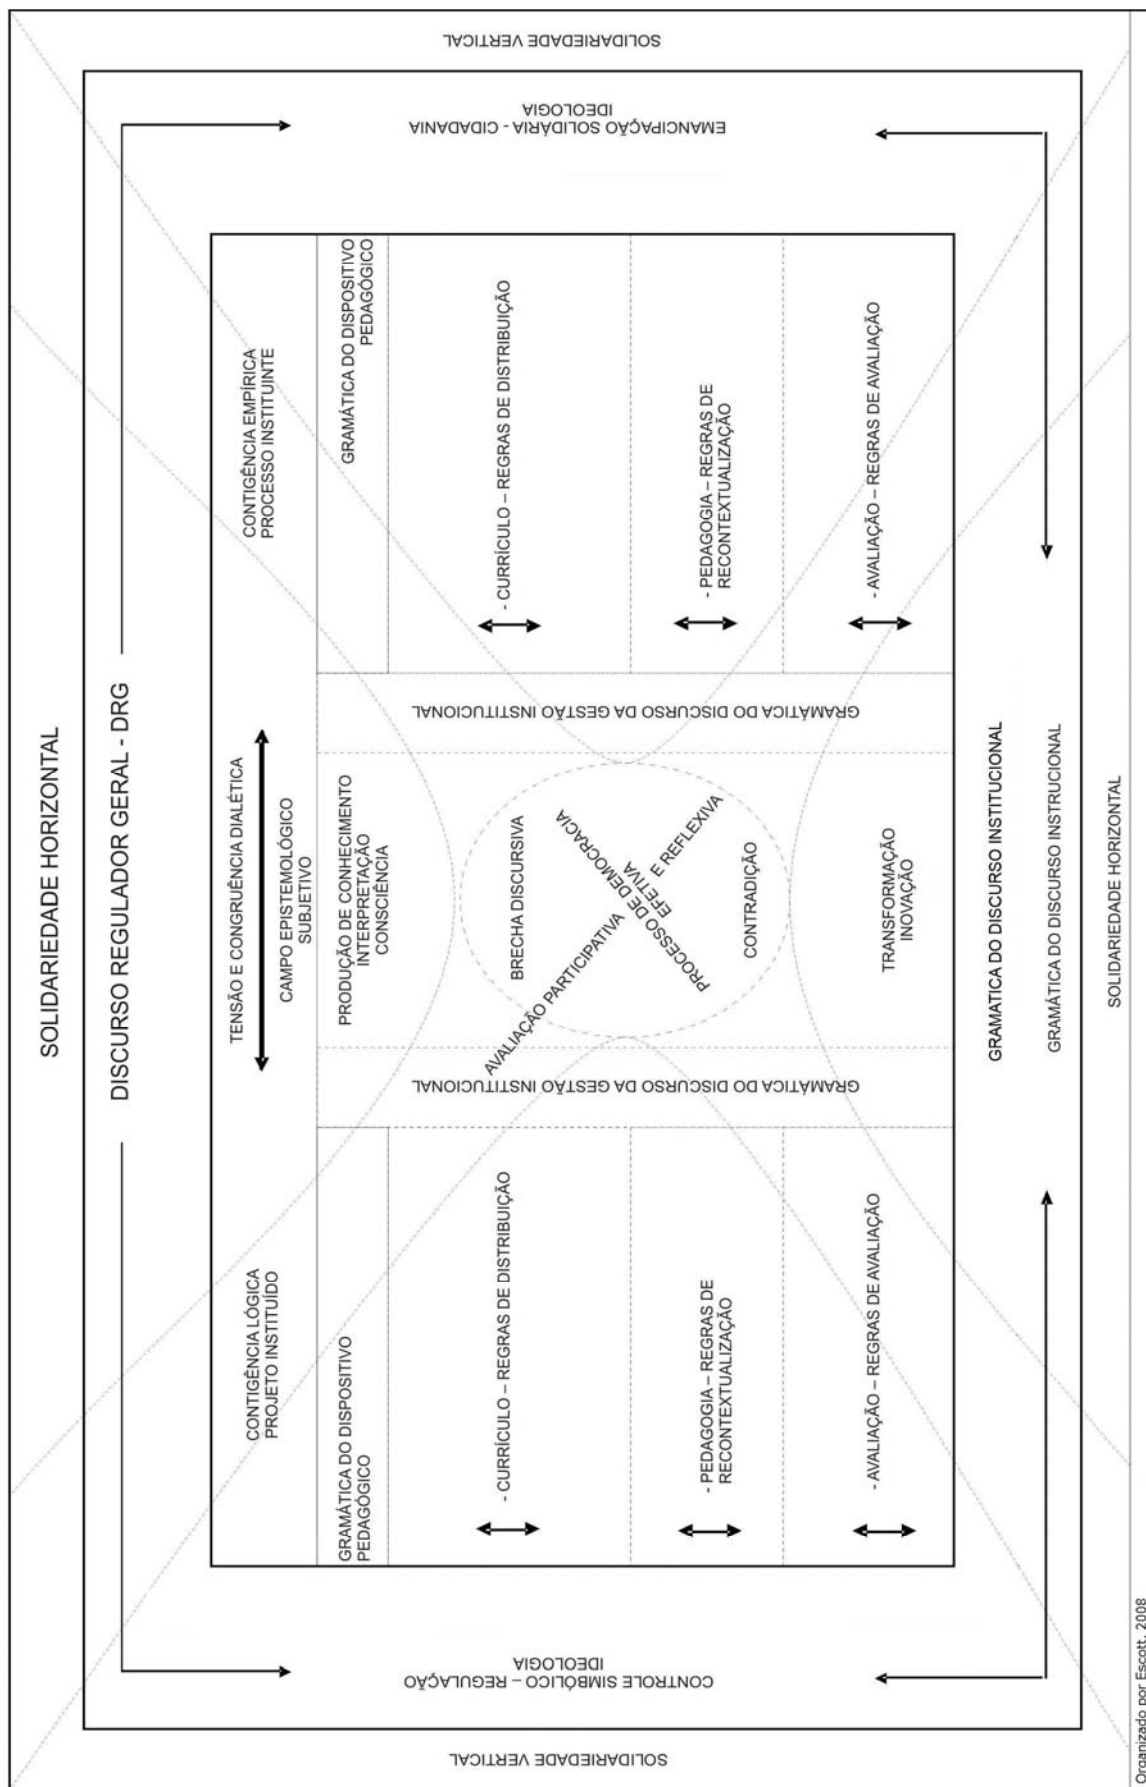 SOLIDARIEDADE HORIZONTAL
DISCURSO REGULADOR GERAL - DRG
SOLIDARIEDADE VERTICAL
CONTROLE SIMBÓLICO – REGULAÇÃO
IDEOLOGIA
CONTIGÊNCIA LÓGICA
PROJETO INSTITUÍDO
TENSÃO E CONGRUÊNCIA DIALÉTICA
CAMPO EPISTEMOLÓGICO
SUBJETIVO
CONTIGÊNCIA EMPÍRICA
PROCESSO INSTITUINTE
GRAMÁTICA DO DISPOSITIVO
PEDAGÓGICO
- CURRÍCULO – REGRAS DE DISTRIBUIÇÃO
- PEDAGOGIA – REGRAS DE
RECONTEXTUALIZAÇÃO
- AVALIAÇÃO – REGRAS DE AVALIAÇÃO
GRAMÁTICA DO DISCURSO DA GESTÃO INSTITUCIONAL
PRODUÇÃO DE CONHECIMENTO
INTERPRETAÇÃO
CONSCIÊNCIA
BRECHA DISCURSIVA
AVALIAÇÃO PARTICIPATIVA E REFLEXIVA
PROCESSO DE DEMOCRACIA
EFETIVA
CONTRADIÇÃO
TRANSFORMAÇÃO
INOVAÇÃO
GRAMÁTICA DO DISCURSO DA GESTÃO INSTITUCIONAL
GRAMÁTICA DO DISPOSITIVO
PEDAGÓGICO
- CURRÍCULO – REGRAS DE DISTRIBUIÇÃO
- PEDAGOGIA – REGRAS DE
RECONTEXTUALIZAÇÃO
- AVALIAÇÃO – REGRAS DE AVALIAÇÃO
EMANCIPAÇÃO SOLIDÁRIA - CIDADANIA
IDEOLOGIA
SOLIDARIEDADE VERTICAL
GRAMATICA DO DISCURSO INSTITUCIONAL
GRAMÁTICA DO DISCURSO INSTRUCIONAL
SOLIDARIEDADE HORIZONTAL
Organizado por Escott, 2008